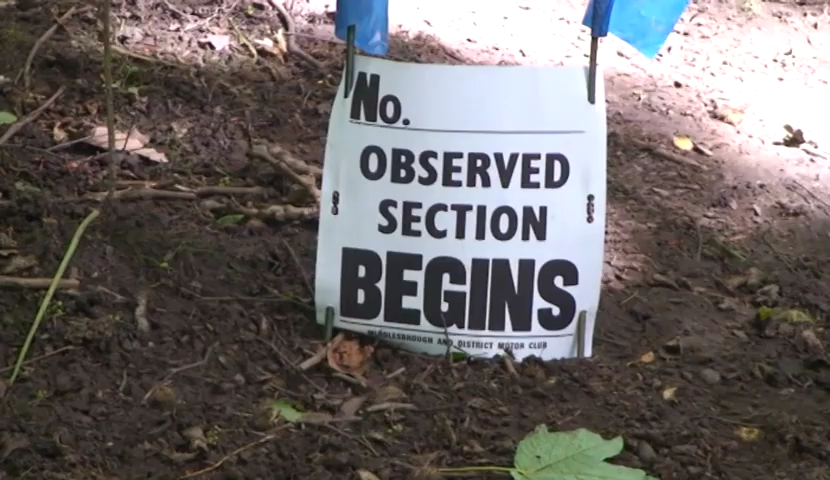 No.
OBSERVED
SECTION
BEGINS
MIDDLESBROUGH AND DISTRICT MOTOR CLUB